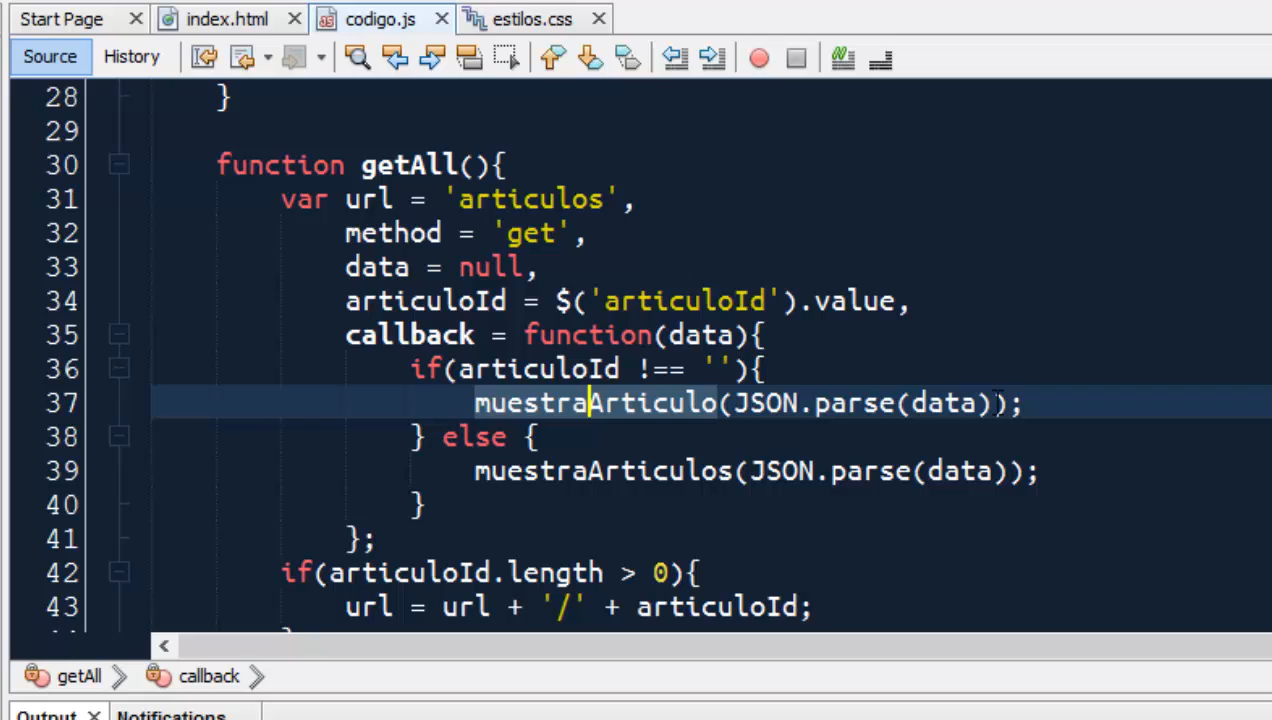 Start Page index.html codigo.js estilos.css
Source History
28 }
29
30 function getAll(){
31 var url = 'articulos',
32 method = 'get',
33 data = null,
34 articuloId = $('articuloId').value,
35 callback = function(data){
36 if(articuloId !== ''){
37 muestraArticulo(JSON.parse(data));
38 } else {
39 muestraArticulos(JSON.parse(data));
40 }
41 };
42 if(articuloId.length > 0){
43 url = url + '/' + articuloId;
getAll callback
Output Notifications